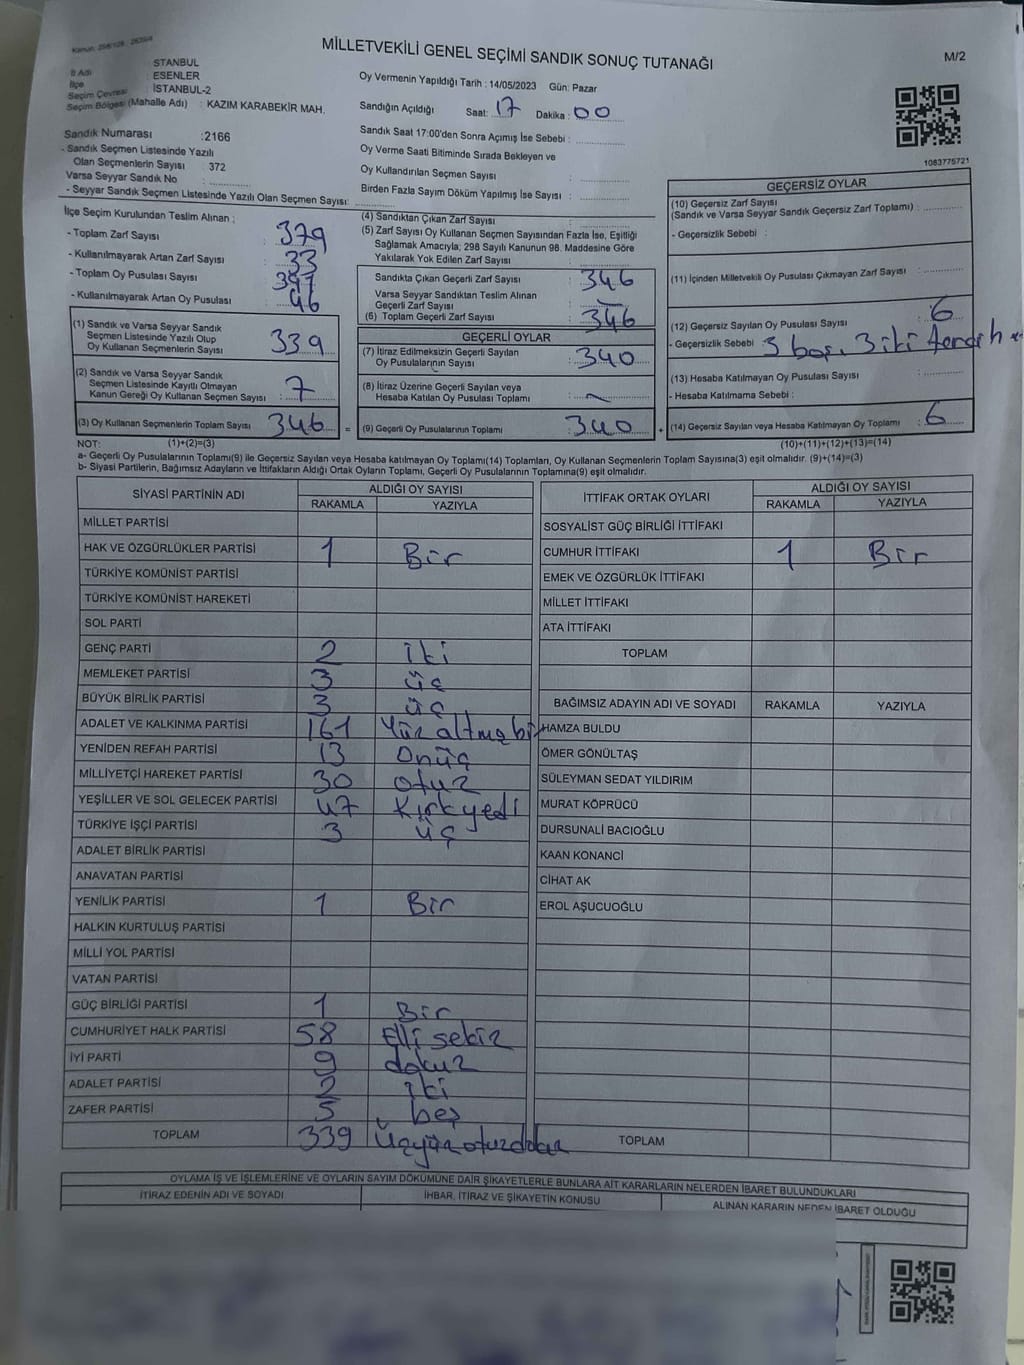 MİLLETVEKİLİ GENEL SEÇİMİ SANDIK SONUÇ TUTANAĞI
M/2
İl Adı : İSTANBUL
İlçe : ESENLER
Seçim Çevresi : İSTANBUL-2
Seçim Bölgesi (Mahalle Adı) : KAZIM KARABEKİR MAH.
Oy Vermenin Yapıldığı Tarih : 14/05/2023 Gün: Pazar
Sandığın Açıldığı Saat: 17 Dakika : 00
Sandık Saat 17:00'den Sonra Açımış İse Sebebi :
Oy Verme Saati Bitiminde Sırada Bekleyen ve
Oy Kullandırılan Seçmen Sayısı :
Birden Fazla Sayım Döküm Yapılmış İse Sayısı :
1083775721
Sandık Numarası : 2166
- Sandık Seçmen Listesinde Yazılı
Olan Seçmenlerin Sayısı : 372
Varsa Seyyar Sandık No :
- Seyyar Sandık Seçmen Listesinde Yazılı Olan Seçmen Sayısı:
İlçe Seçim Kurulundan Teslim Alınan :
- Toplam Zarf Sayısı : 379
- Kullanılmayarak Artan Zarf Sayısı : 33
- Toplam Oy Pusulası Sayısı :
- Kullanılmayarak Artan Oy Pusulası : 46
(1) Sandık ve Varsa Seyyar Sandık
Seçmen Listesinde Yazılı Olup
Oy Kullanan Seçmenlerin Sayısı : 339
(2) Sandık ve Varsa Seyyar Sandık
Seçmen Listesinde Kayıtlı Olmayan
Kanun Gereği Oy Kullanan Seçmen Sayısı : 7
(3) Oy Kullanan Seçmenlerin Toplam Sayısı : 346 =
(4) Sandıktan Çıkan Zarf Sayısı :
(5) Zarf Sayısı Oy Kullanan Seçmen Sayısından Fazla İse, Eşitliği
Sağlamak Amacıyla; 298 Sayılı Kanunun 98. Maddesine Göre
Yakılarak Yok Edilen Zarf Sayısı :
Sandıkta Çıkan Geçerli Zarf Sayısı : 346
Varsa Seyyar Sandıktan Teslim Alınan
Geçerli Zarf Sayısı : —
(6) Toplam Geçerli Zarf Sayısı : 346
GEÇERLİ OYLAR
(7) İtiraz Edilmeksizin Geçerli Sayılan
Oy Pusulalarının Sayısı : 340
(8) İtiraz Üzerine Geçerli Sayılan veya
Hesaba Katılan Oy Pusulası Toplamı :
(9) Geçerli Oy Pusulalarının Toplamı : 340 +
GEÇERSİZ OYLAR
(10) Geçersiz Zarf Sayısı
(Sandık ve Varsa Seyyar Sandık Geçersiz Zarf Toplamı) :
- Geçersizlik Sebebi :
(11) İçinden Milletvekili Oy Pusulası Çıkmayan Zarf Sayısı :
(12) Geçersiz Sayılan Oy Pusulası Sayısı : 6
- Geçersizlik Sebebi : 3 boş. 3 iki
(13) Hesaba Katılmayan Oy Pusulası Sayısı :
- Hesaba Katılmama Sebebi :
(14) Geçersiz Sayılan veya Hesaba Katılmayan Oy Toplamı : 6
NOT: (1)+(2)=(3)
(10)+(11)+(12)+(13)=(14)
a- Geçerli Oy Pusulalarının Toplamı(9) ile Geçersiz Sayılan veya Hesaba Katılmayan Oy Toplamı(14) Toplamları, Oy Kullanan Seçmenlerin Toplam Sayısına(3) eşit olmalıdır. (9)+(14)=(3)
b- Siyasi Partilerin, Bağımsız Adayların ve İttifakların Aldığı Ortak Oyların Toplamı, Geçerli Oy Pusulalarının Toplamına(9) eşit olmalıdır.
SİYASİ PARTİNİN ADI
ALDIĞI OY SAYISI
RAKAMLA YAZIYLA
MİLLET PARTİSİ
HAK VE ÖZGÜRLÜKLER PARTİSİ 1 Bir
TÜRKİYE KOMÜNİST PARTİSİ
TÜRKİYE KOMÜNİST HAREKETİ
SOL PARTİ
GENÇ PARTİ 2 iki
MEMLEKET PARTİSİ 3 üç
BÜYÜK BİRLİK PARTİSİ 3 üç
ADALET VE KALKINMA PARTİSİ 161 Yüz altmış bir
YENİDEN REFAH PARTİSİ 13 Onüç
MİLLİYETÇİ HAREKET PARTİSİ 30 otuz
YEŞİLLER VE SOL GELECEK PARTİSİ 47 Kırkyedi
TÜRKİYE İŞÇİ PARTİSİ 3 üç
ADALET BİRLİK PARTİSİ
ANAVATAN PARTİSİ
YENİLİK PARTİSİ 1 Bir
HALKIN KURTULUŞ PARTİSİ
MİLLİ YOL PARTİSİ
VATAN PARTİSİ
GÜÇ BİRLİĞİ PARTİSİ 1 Bir
CUMHURİYET HALK PARTİSİ 58 Elli sekiz
İYİ PARTİ 9 dokuz
ADALET PARTİSİ 2 iki
ZAFER PARTİSİ 5 beş
TOPLAM 339
İTTİFAK ORTAK OYLARI
ALDIĞI OY SAYISI
RAKAMLA YAZIYLA
SOSYALİST GÜÇ BİRLİĞİ İTTİFAKI
CUMHUR İTTİFAKI 1 Bir
EMEK VE ÖZGÜRLÜK İTTİFAKI
MİLLET İTTİFAKI
ATA İTTİFAKI
TOPLAM
BAĞIMSIZ ADAYIN ADI VE SOYADI RAKAMLA YAZIYLA
HAMZA BULDU
ÖMER GÖNÜLTAŞ
SÜLEYMAN SEDAT YILDIRIM
MURAT KÖPRÜCÜ
DURSUNALİ BACIOĞLU
KAAN KONANCİ
CİHAT AK
EROL AŞUCUOĞLU
TOPLAM
OYLAMA İŞ VE İŞLEMLERİNE VE OYLARIN SAYIM DÖKÜMÜNE DAİR ŞİKAYETLERLE BUNLARA AİT KARARLARIN NELERDEN İBARET BULUNDUKLARI
İTİRAZ EDENİN ADI VE SOYADI
İHBAR, İTİRAZ VE ŞİKAYETİN KONUSU
ALINAN KARARIN NEDEN İBARET OLDUĞU